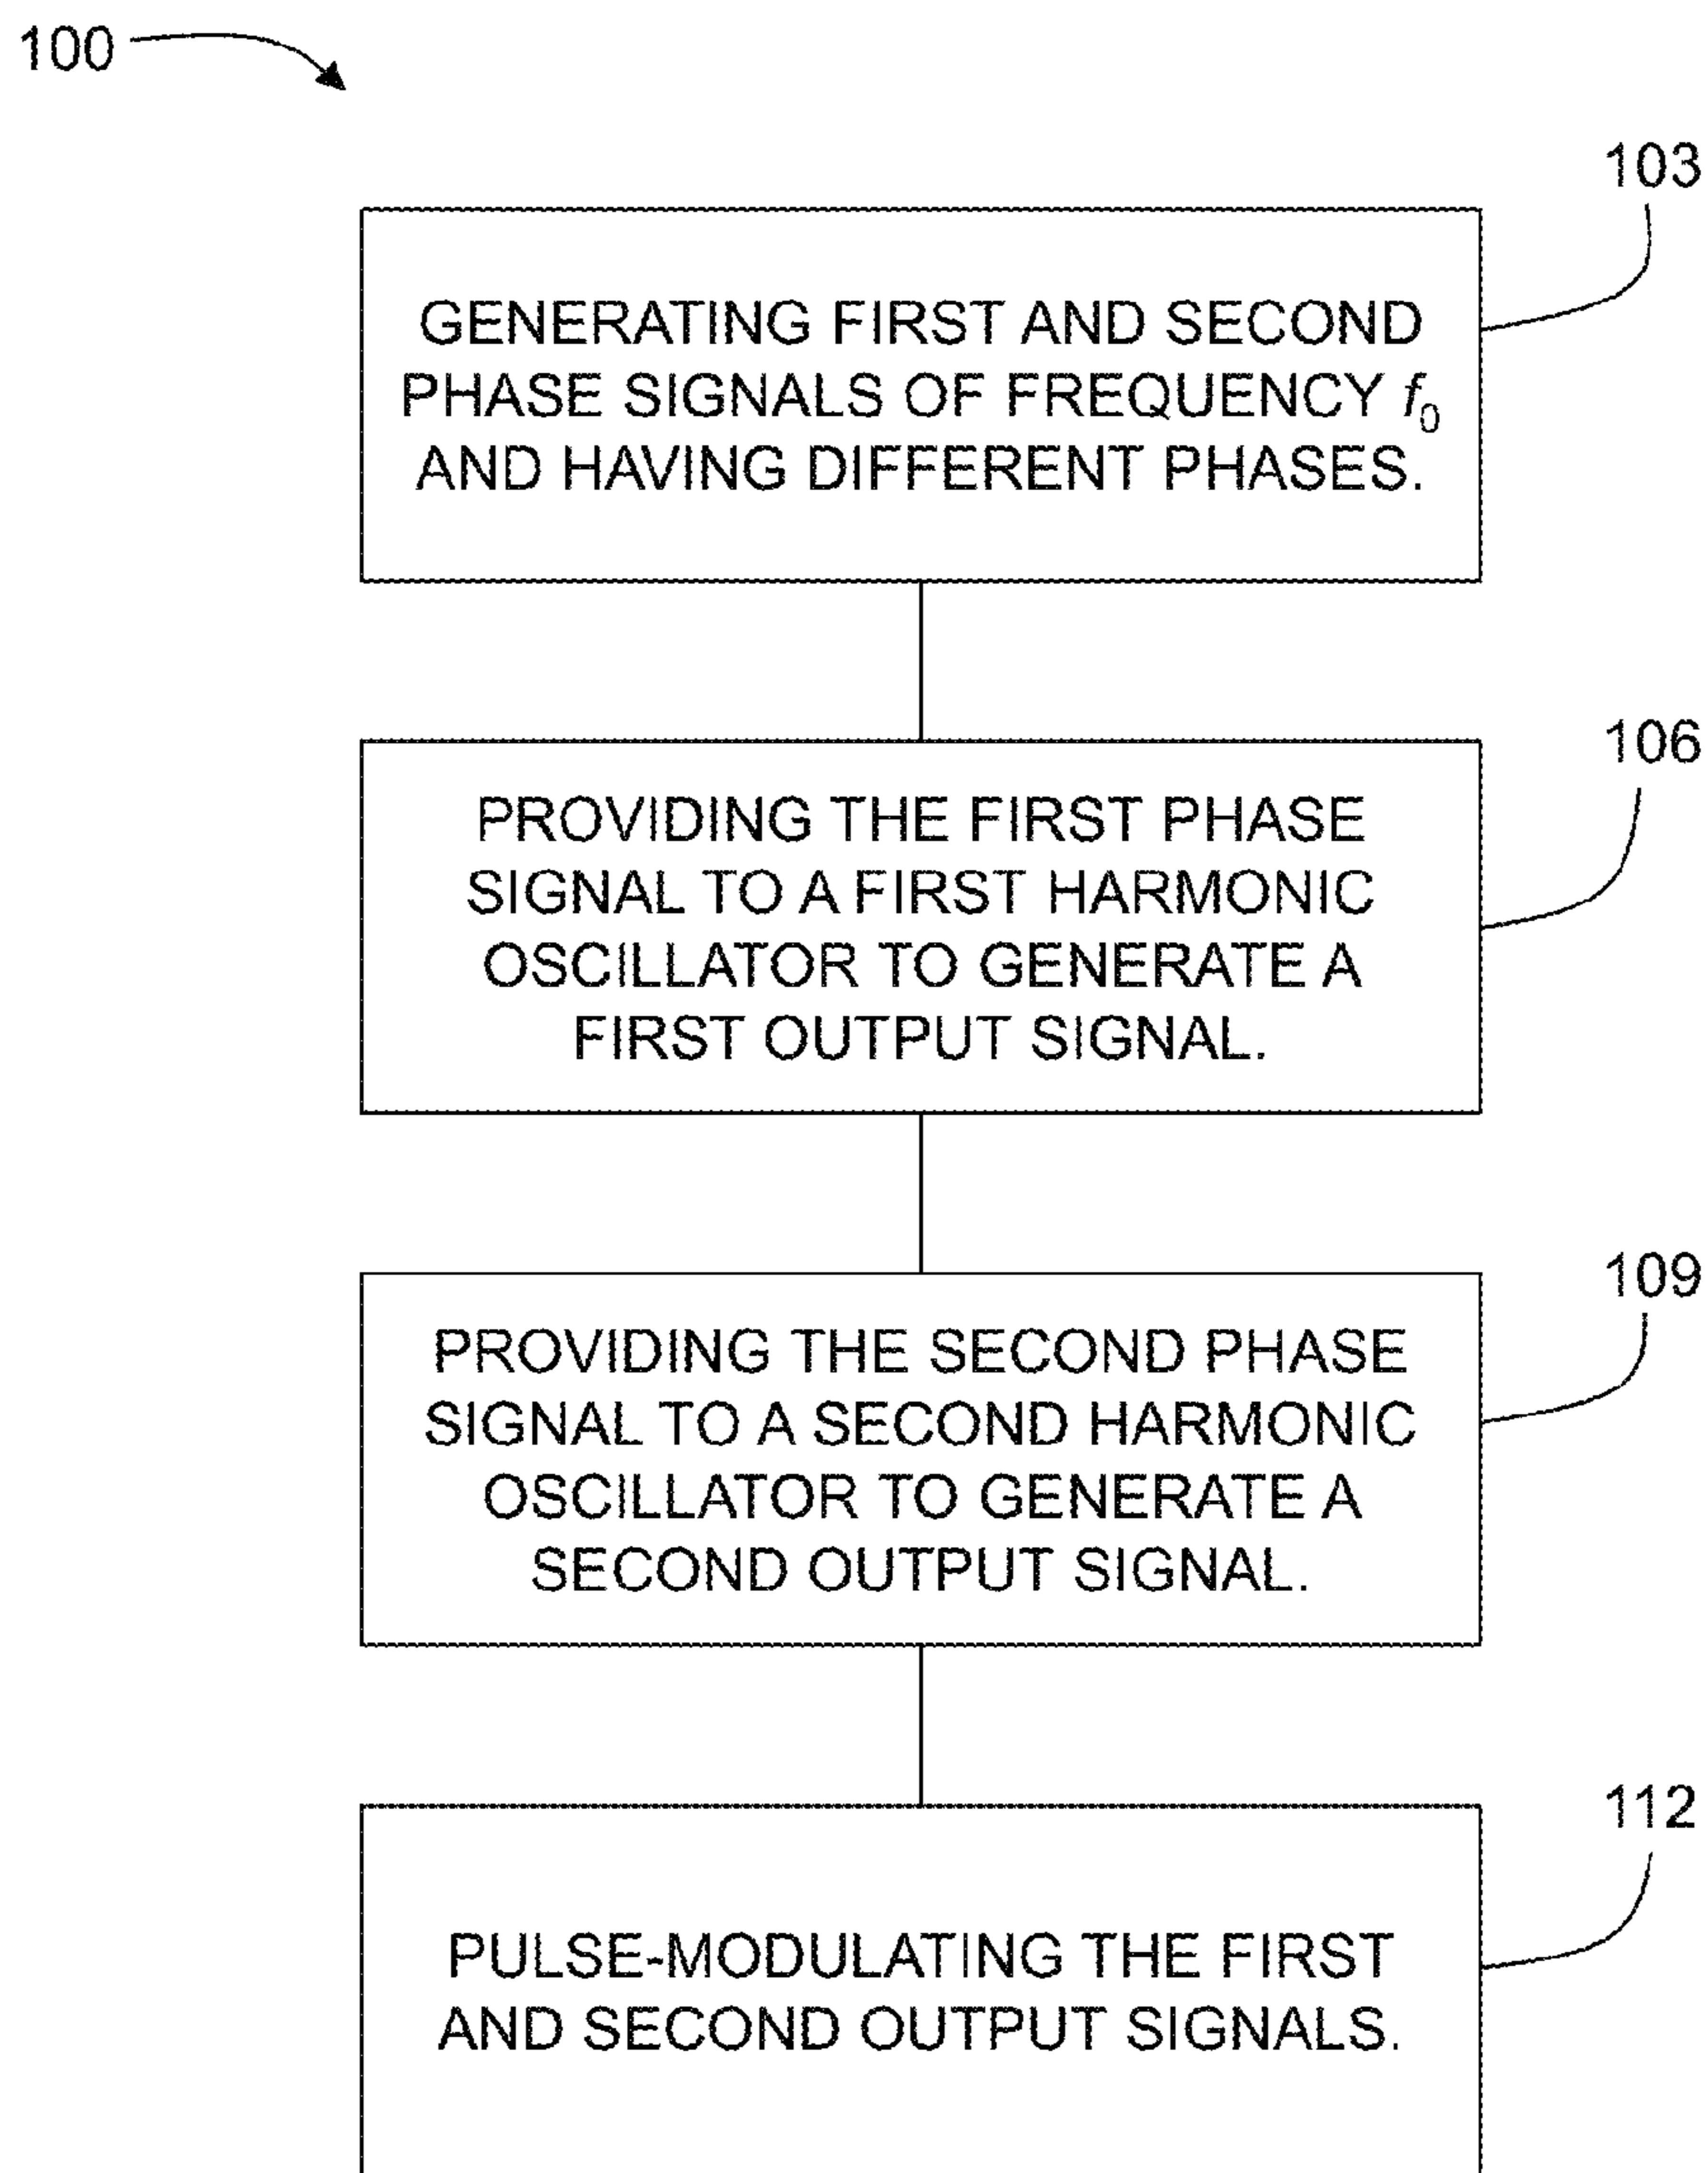 100
103
GENERATING FIRST AND SECOND
PHASE SIGNALS OF FREQUENCY f₀
AND HAVING DIFFERENT PHASES.
106
PROVIDING THE FIRST PHASE
SIGNAL TO A FIRST HARMONIC
OSCILLATOR TO GENERATE A
FIRST OUTPUT SIGNAL.
109
PROVIDING THE SECOND PHASE
SIGNAL TO A SECOND HARMONIC
OSCILLATOR TO GENERATE A
SECOND OUTPUT SIGNAL.
112
PULSE-MODULATING THE FIRST
AND SECOND OUTPUT SIGNALS.